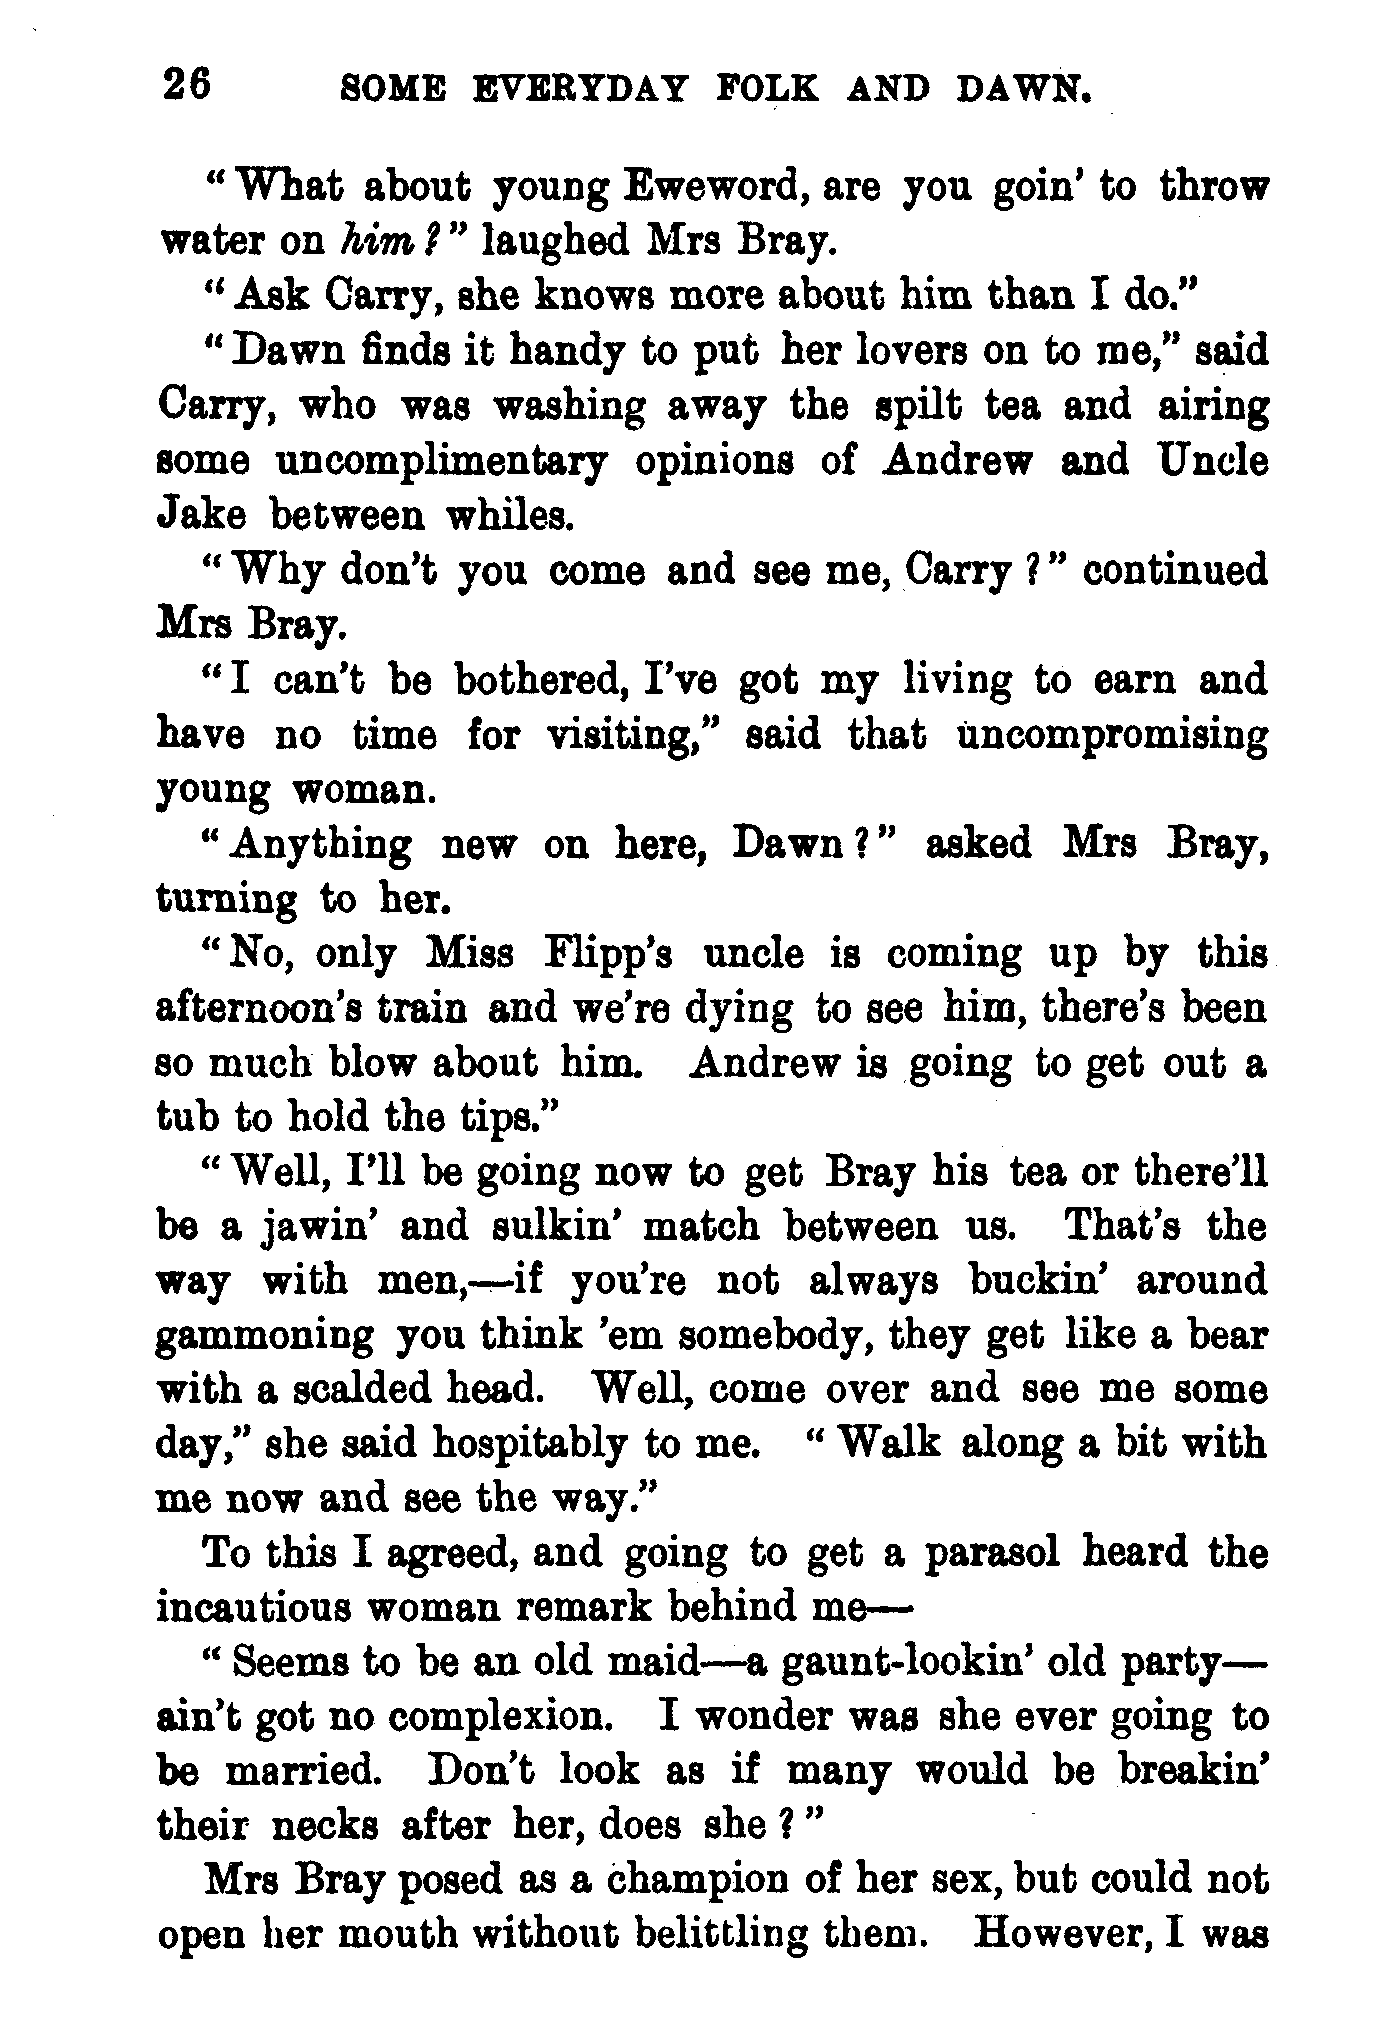 26 SOME EVERYDAY FOLK AND DAWN.
"What about young Eweword, are you goin' to throw
water on him?" laughed Mrs Bray.
"Ask Carry, she knows more about him than I do."
"Dawn finds it handy to put her lovers on to me," said
Carry, who was washing away the spilt tea and airing
some uncomplimentary opinions of Andrew and Uncle
Jake between whiles.
"Why don't you come and see me, Carry?" continued
Mrs Bray.
"I can't be bothered, I've got my living to earn and
have no time for visiting," said that uncompromising
young woman.
"Anything new on here, Dawn?" asked Mrs Bray,
turning to her.
"No, only Miss Flipp's uncle is coming up by this
afternoon's train and we're dying to see him, there's been
so much blow about him. Andrew is going to get out a
tub to hold the tips."
"Well, I'll be going now to get Bray his tea or there'll
be a jawin' and sulkin' match between us. That's the
way with men,—if you're not always buckin' around
gammoning you think 'em somebody, they get like a bear
with a scalded head. Well, come over and see me some
day," she said hospitably to me. "Walk along a bit with
me now and see the way."
To this I agreed, and going to get a parasol heard the
incautious woman remark behind me—
"Seems to be an old maid—a gaunt-lookin' old party—
ain't got no complexion. I wonder was she ever going to
be married. Don't look as if many would be breakin'
their necks after her, does she?"
Mrs Bray posed as a champion of her sex, but could not
open her mouth without belittling them. However, I was